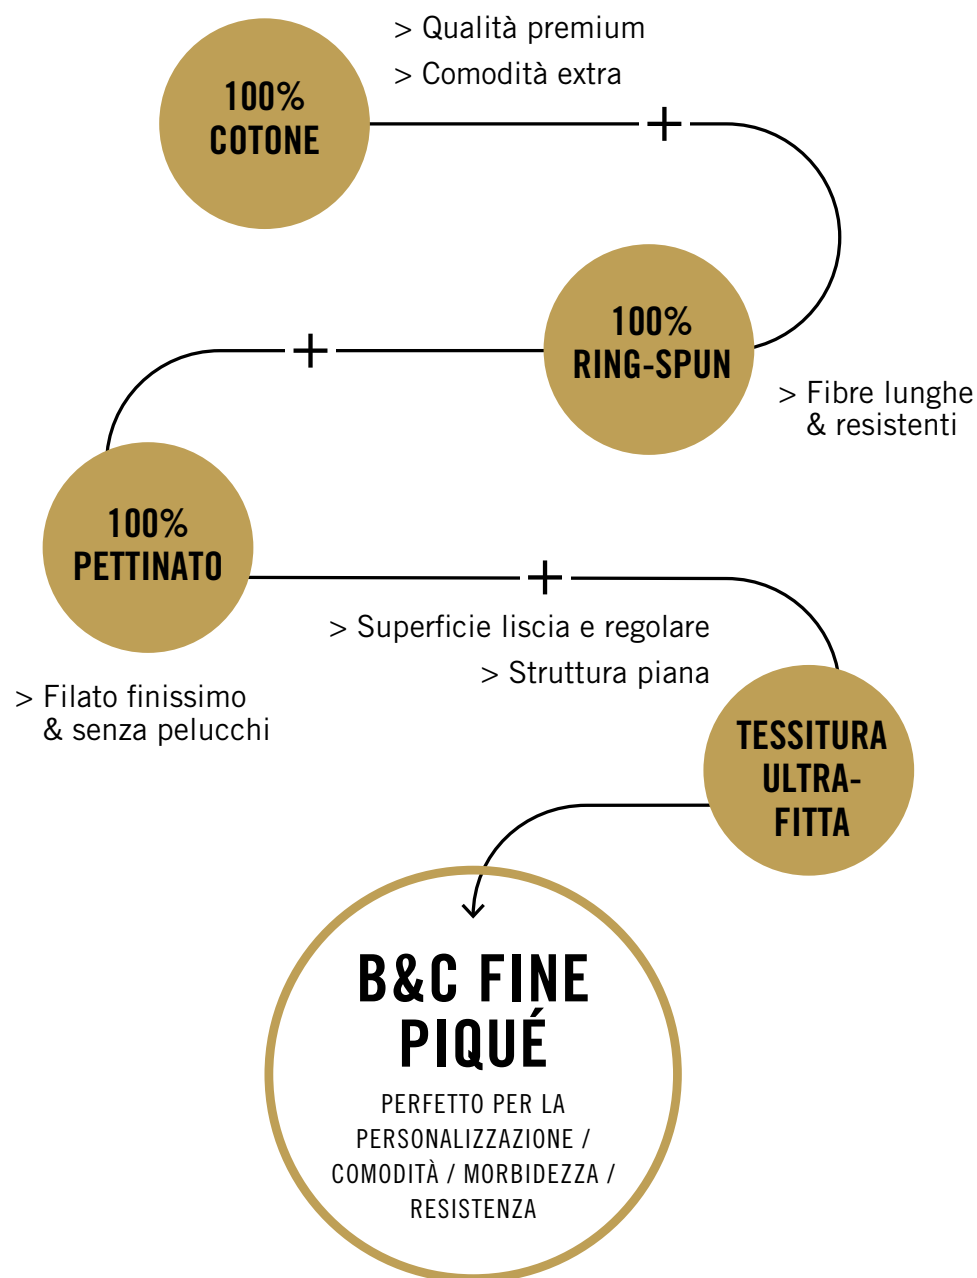 > Qualità premium
> Comodità extra
100%
COTONE
+
100%
RING-SPUN
> Fibre lunghe
& resistenti
+
100%
PETTINATO
> Filato finissimo
& senza pelucchi
+
> Superficie liscia e regolare
> Struttura piana
TESSITURA
ULTRA-
FITTA
B&C FINE
PIQUÉ
PERFETTO PER LA
PERSONALIZZAZIONE /
COMODITÀ / MORBIDEZZA /
RESISTENZA